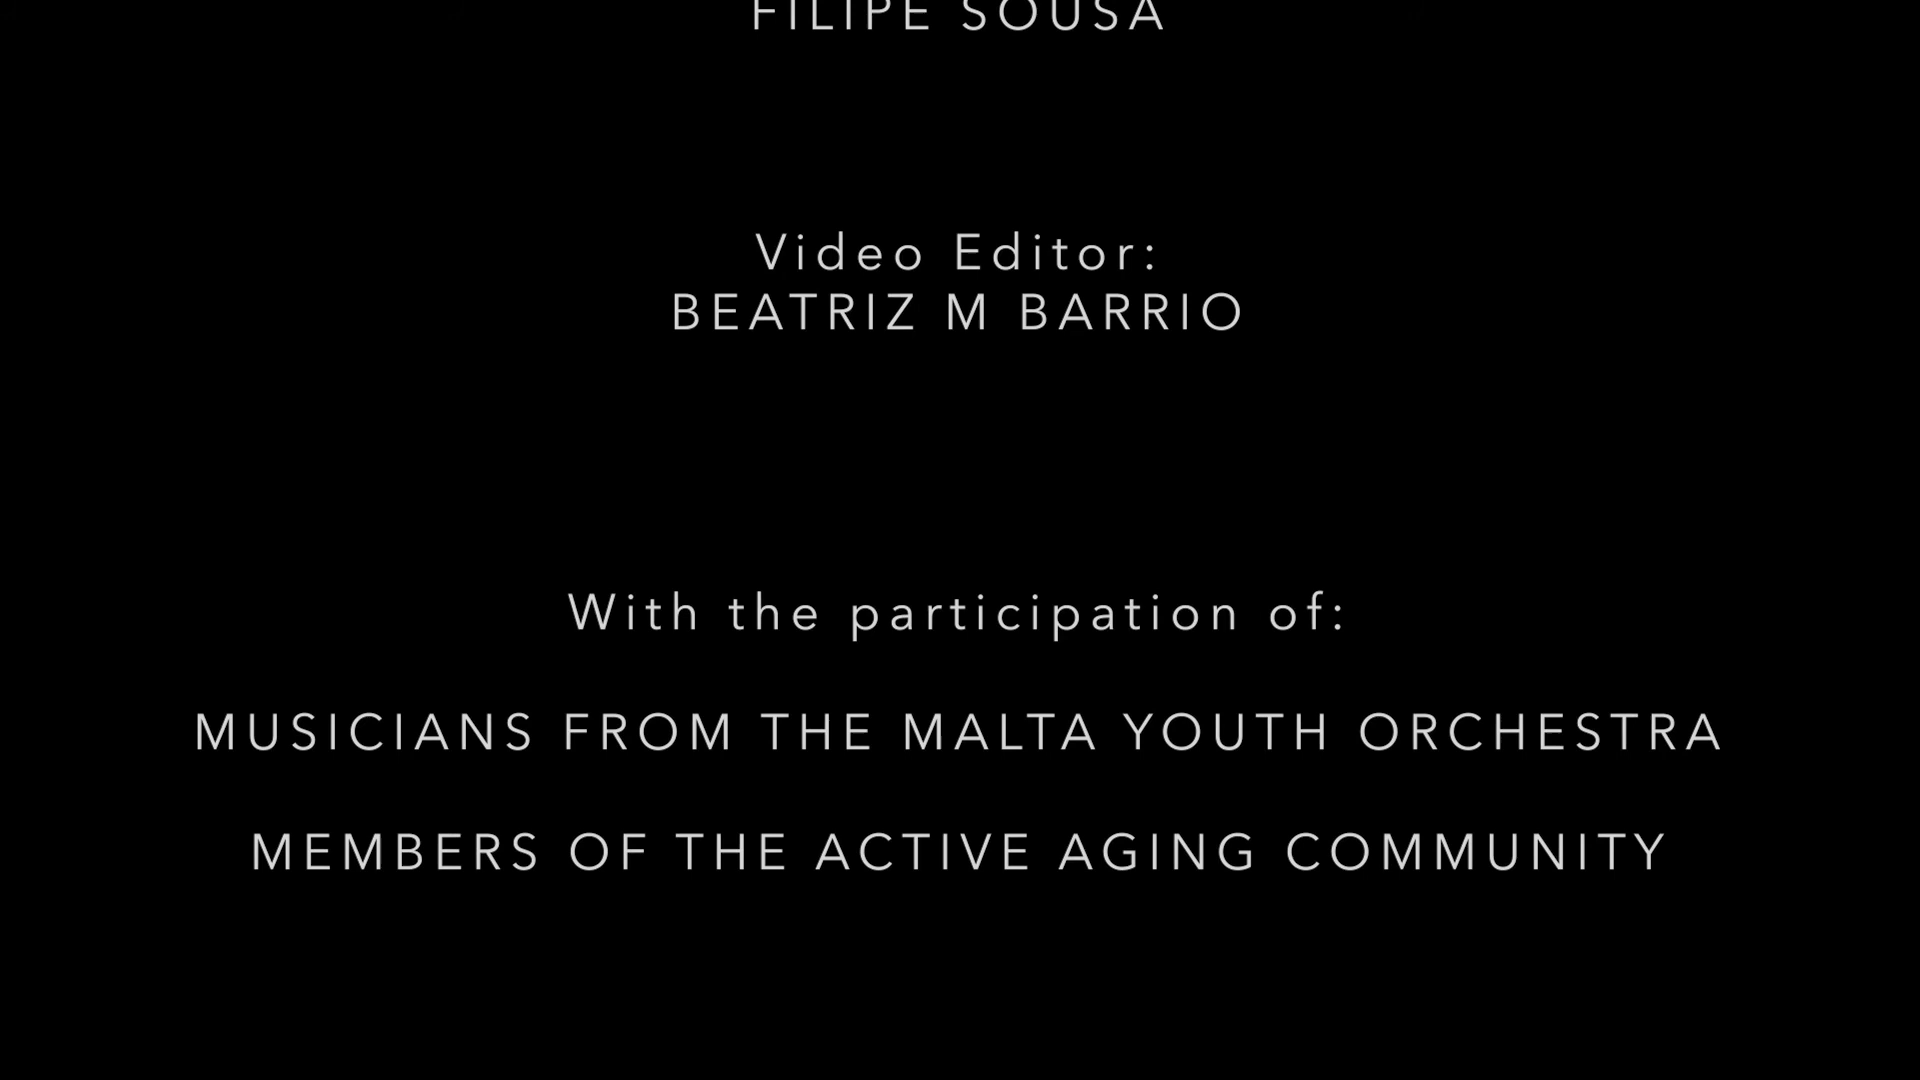 FILIPE SOUSA
Video Editor:
BEATRIZ M BARRIO
With the participation of:
MUSICIANS FROM THE MALTA YOUTH ORCHESTRA
MEMBERS OF THE ACTIVE AGING COMMUNITY